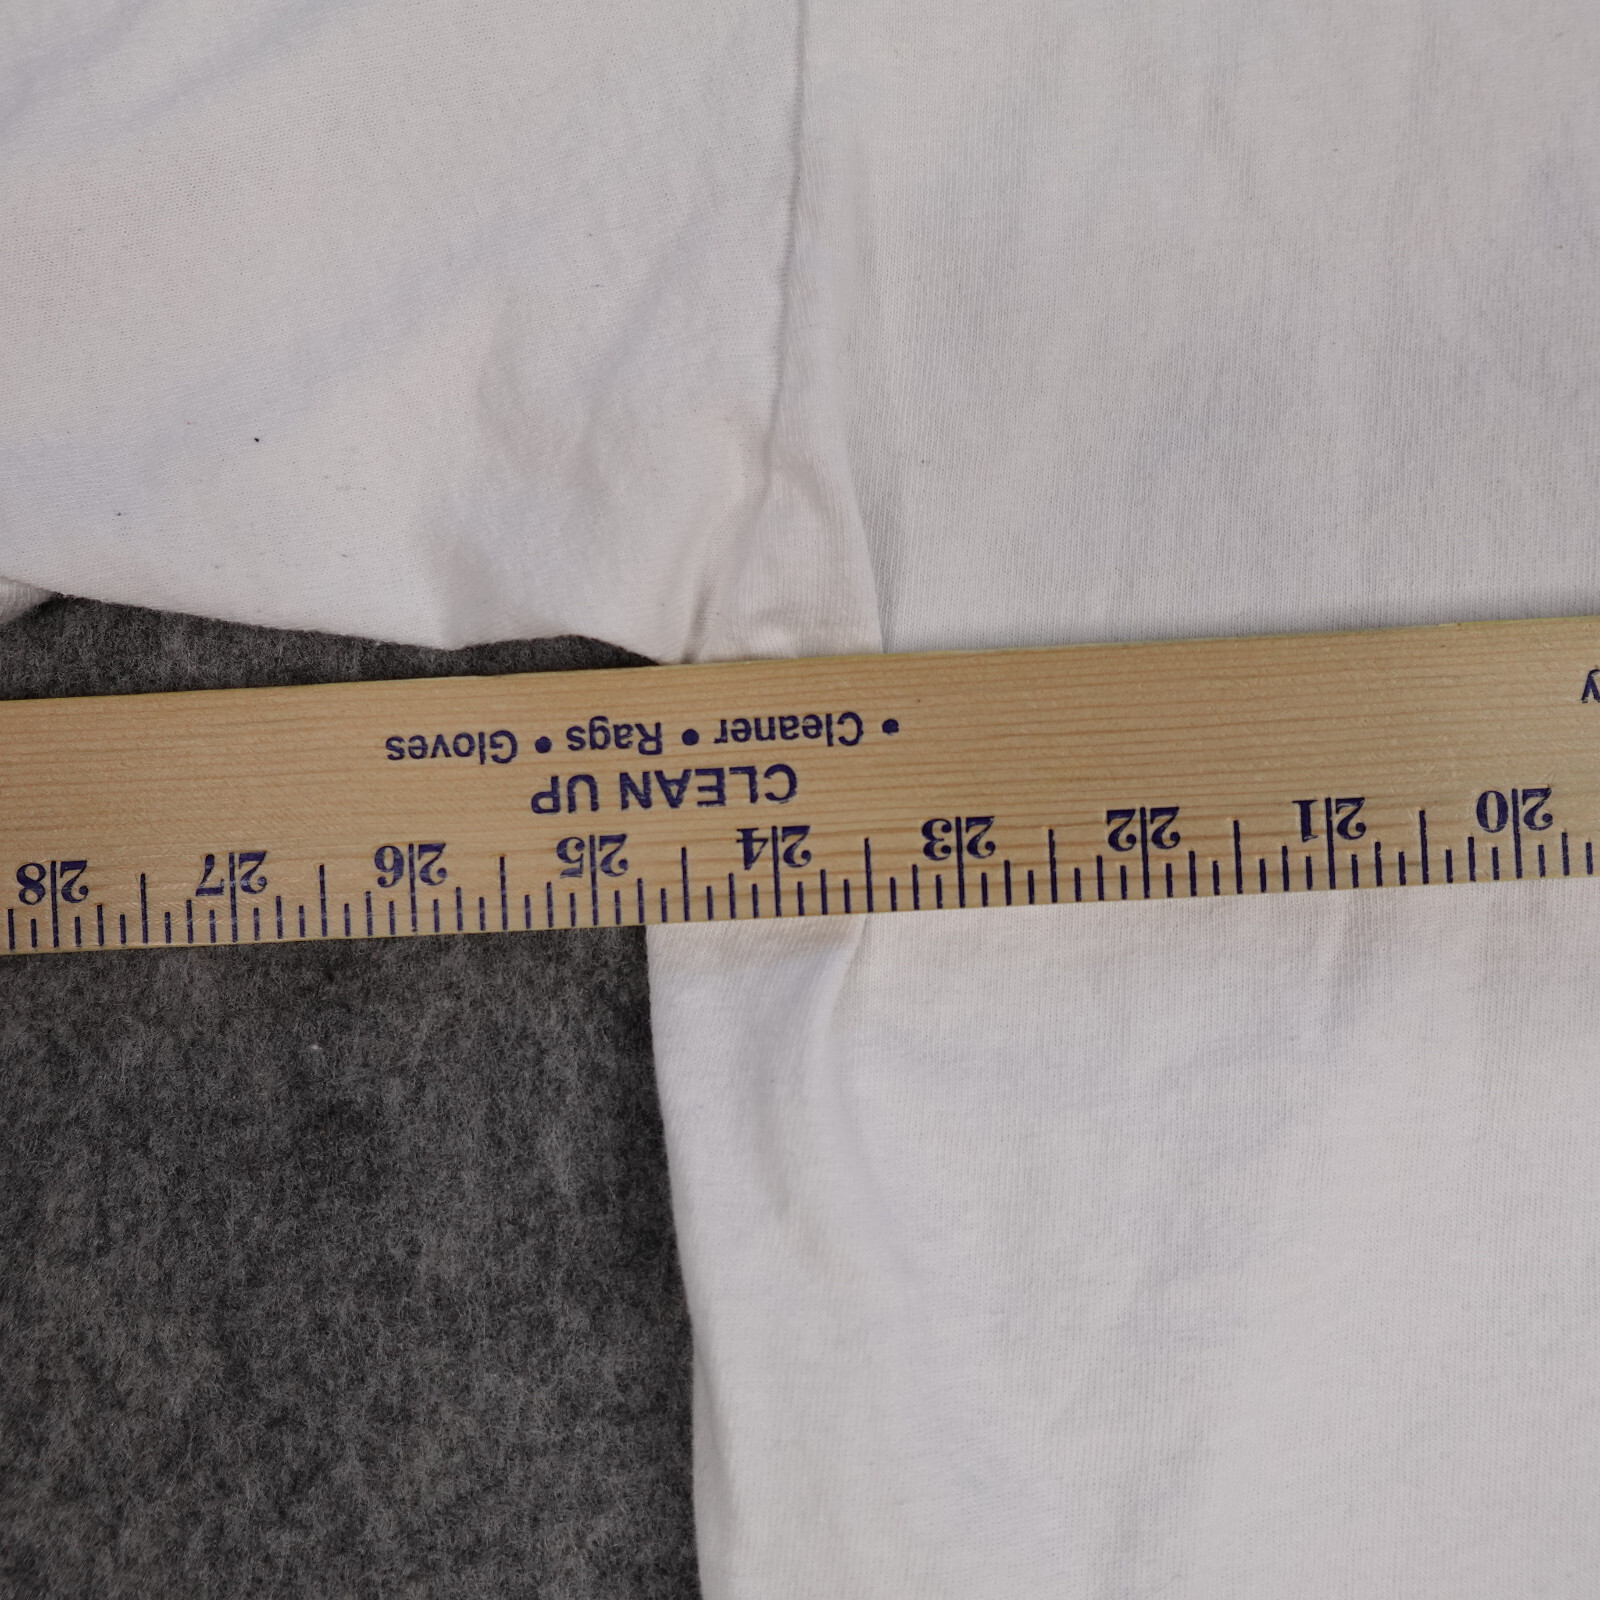 CLEAN UP
• Cleaner • Rags • Gloves
20 21 22 23 24 25 26 27 28